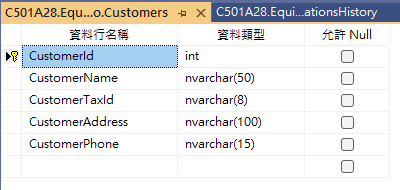 C501A28.Equi...o.Customers
C501A28.Equi...ationsHistory
資料行名稱 資料類型 允許 Null
CustomerId int
CustomerName nvarchar(50)
CustomerTaxId nvarchar(8)
CustomerAddress nvarchar(100)
CustomerPhone nvarchar(15)